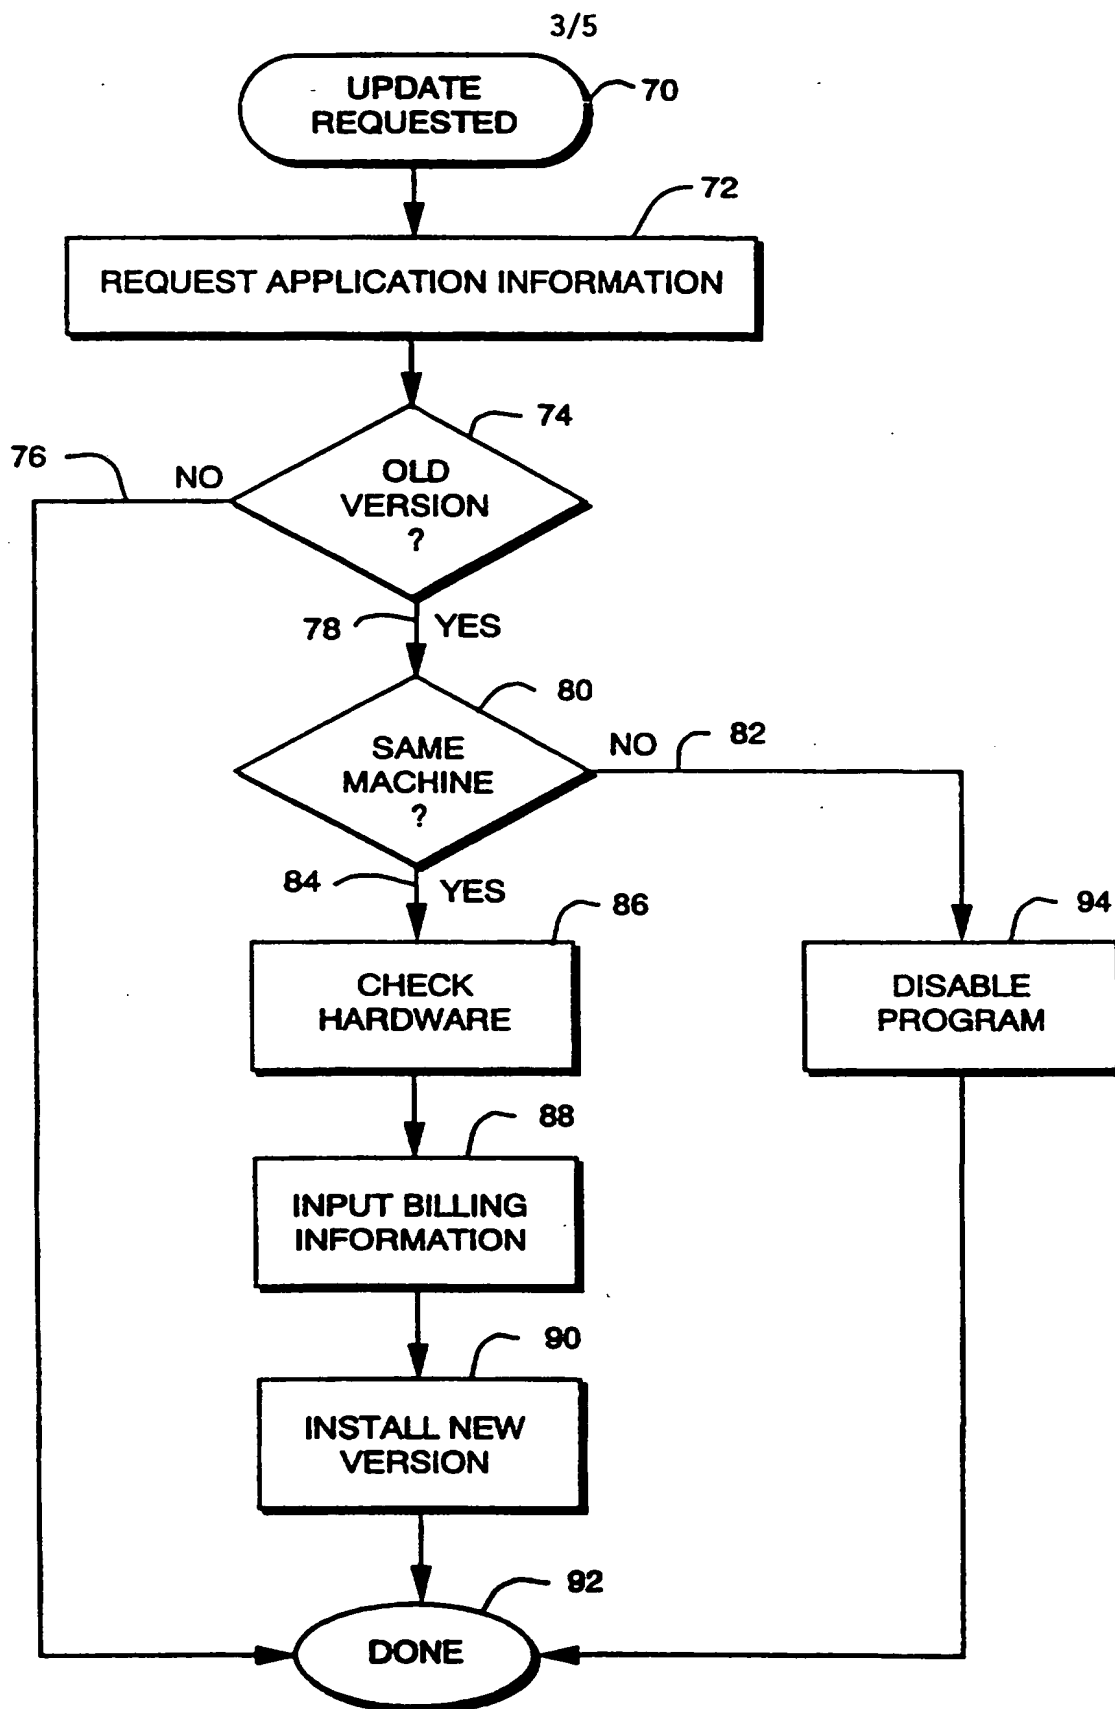 3/5
UPDATE
REQUESTED
70
72
REQUEST APPLICATION INFORMATION
74
76
NO
OLD
VERSION
?
78
YES
80
SAME
MACHINE
?
NO
82
84
YES
86
CHECK
HARDWARE
94
DISABLE
PROGRAM
88
INPUT BILLING
INFORMATION
90
INSTALL NEW
VERSION
92
DONE